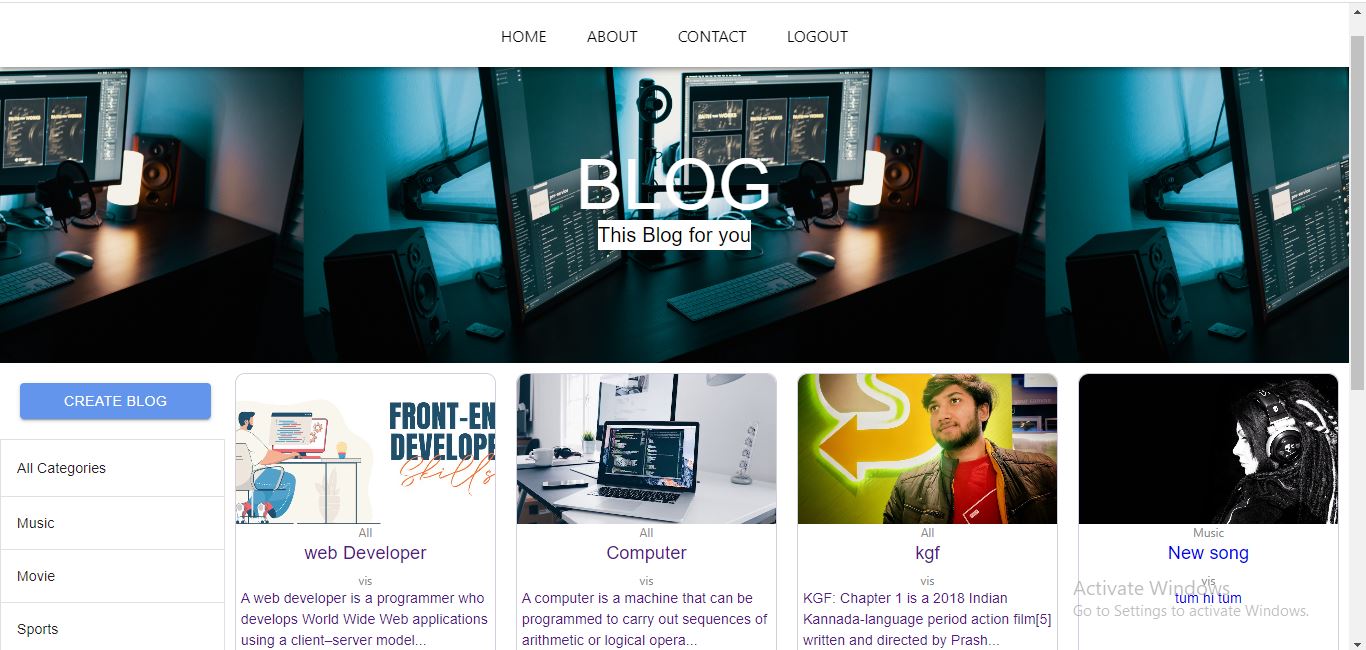 HOME ABOUT CONTACT LOGOUT
BLOG
This Blog for you
CREATE BLOG
All Categories
Music
Movie
Sports
FRONT-EN
DEVELOPE
Skills
All
web Developer
vis
A web developer is a programmer who
develops World Wide Web applications
using a client–server model...
All
Computer
vis
A computer is a machine that can be
programmed to carry out sequences of
arithmetic or logical opera...
All
kgf
vis
KGF: Chapter 1 is a 2018 Indian
Kannada-language period action film[5]
written and directed by Prash...
Music
New song
vis
tum hi tum
Activate Windows
Go to Settings to activate Windows.